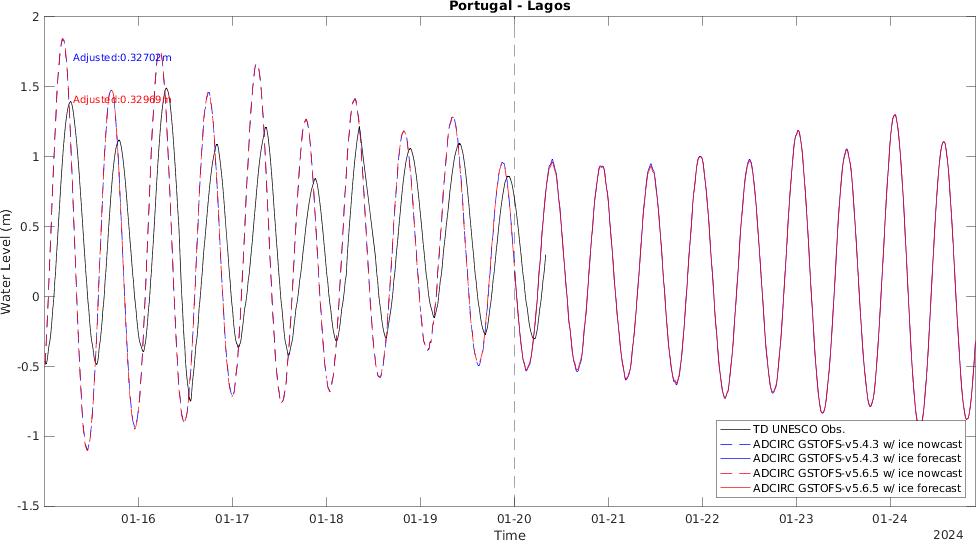 Portugal - Lagos
2
1.5
1
0.5
0
-0.5
-1
-1.5
Water Level (m)
Adjusted:0.32702m
Adjusted:0.32969m
TD UNESCO Obs.
ADCIRC GSTOFS-v5.4.3 w/ ice nowcast
ADCIRC GSTOFS-v5.4.3 w/ ice forecast
ADCIRC GSTOFS-v5.6.5 w/ ice nowcast
ADCIRC GSTOFS-v5.6.5 w/ ice forecast
01-16 01-17 01-18 01-19 01-20 01-21 01-22 01-23 01-24
Time
2024